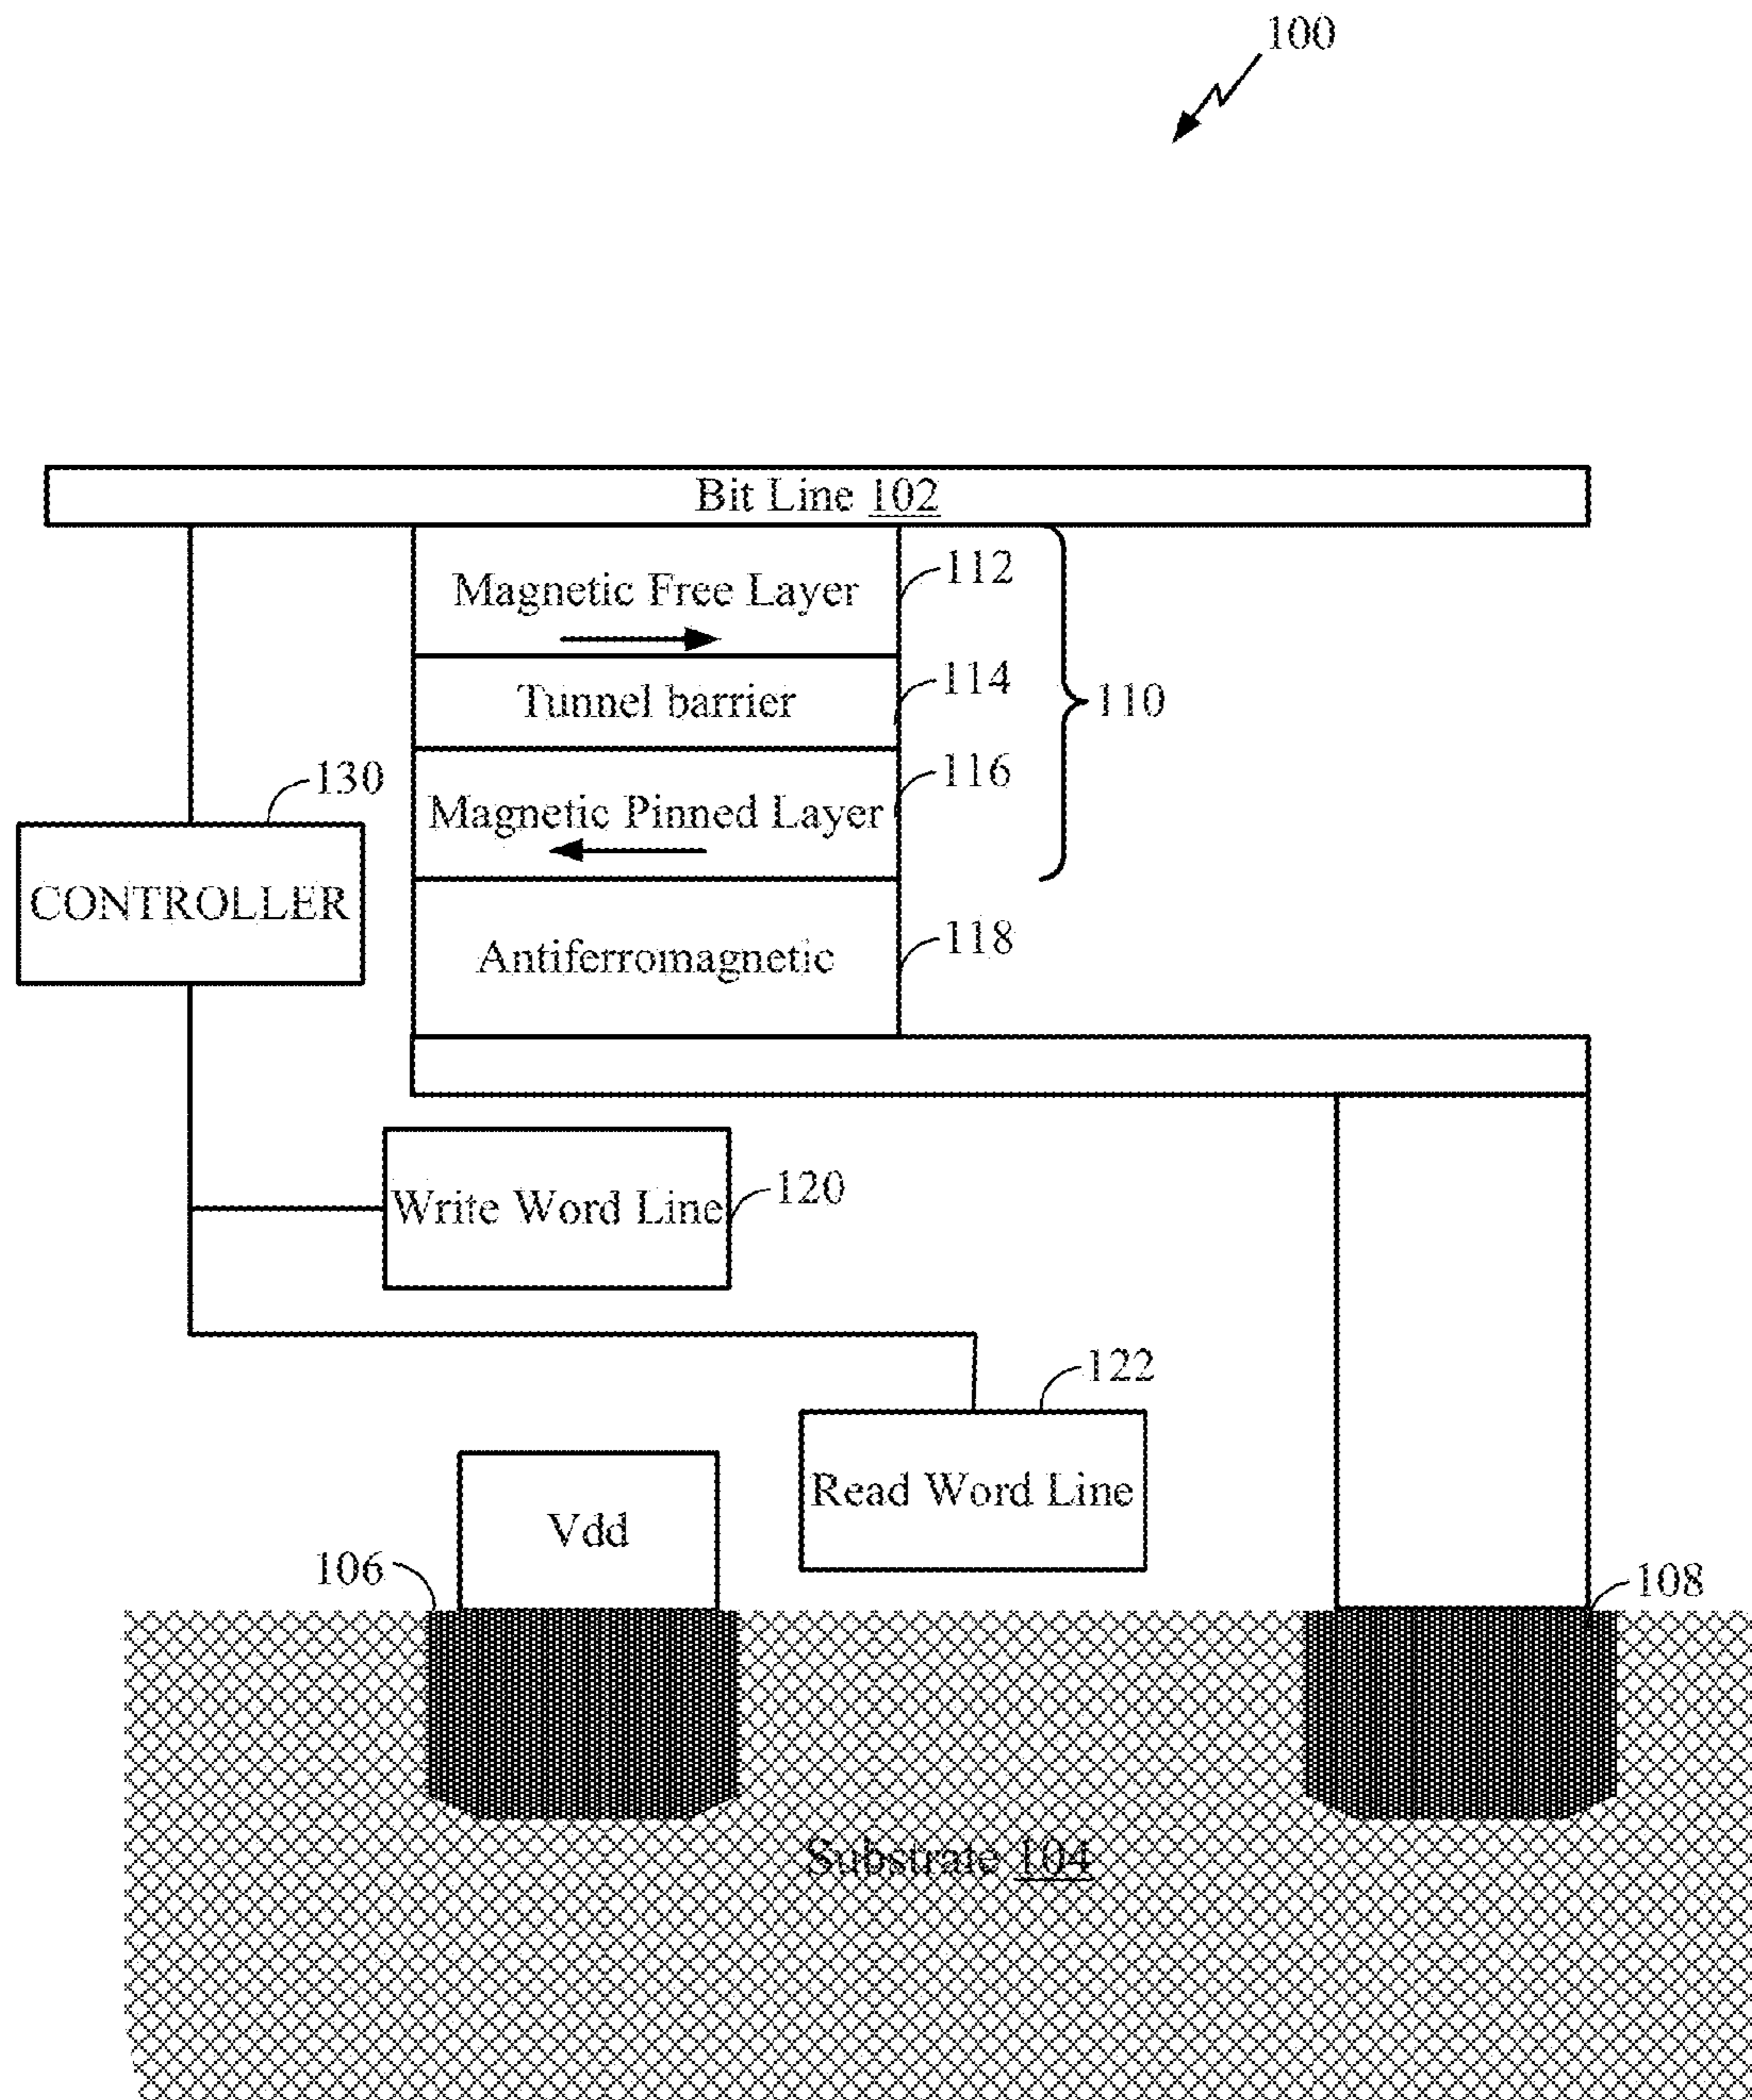 100
Bit Line 102
Magnetic Free Layer
112
Tunnel barrier
114
110
Magnetic Pinned Layer
116
130
CONTROLLER
Antiferromagnetic
118
Write Word Line
120
122
Read Word Line
Vdd
106
108
Substrate 104